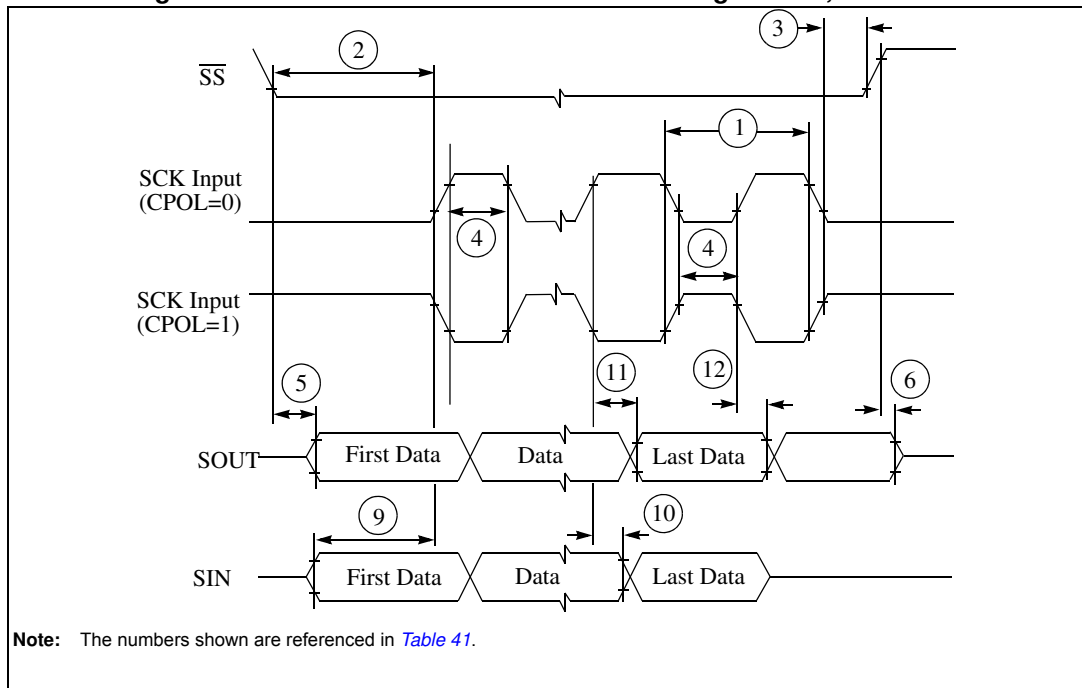 3
2
SS
1
SCK Input
(CPOL=0)
4
4
SCK Input
(CPOL=1)
11
12
5
6
SOUT
First Data
Data
Last Data
10
9
SIN
First Data
Data
Last Data
Note: The numbers shown are referenced in Table 41.